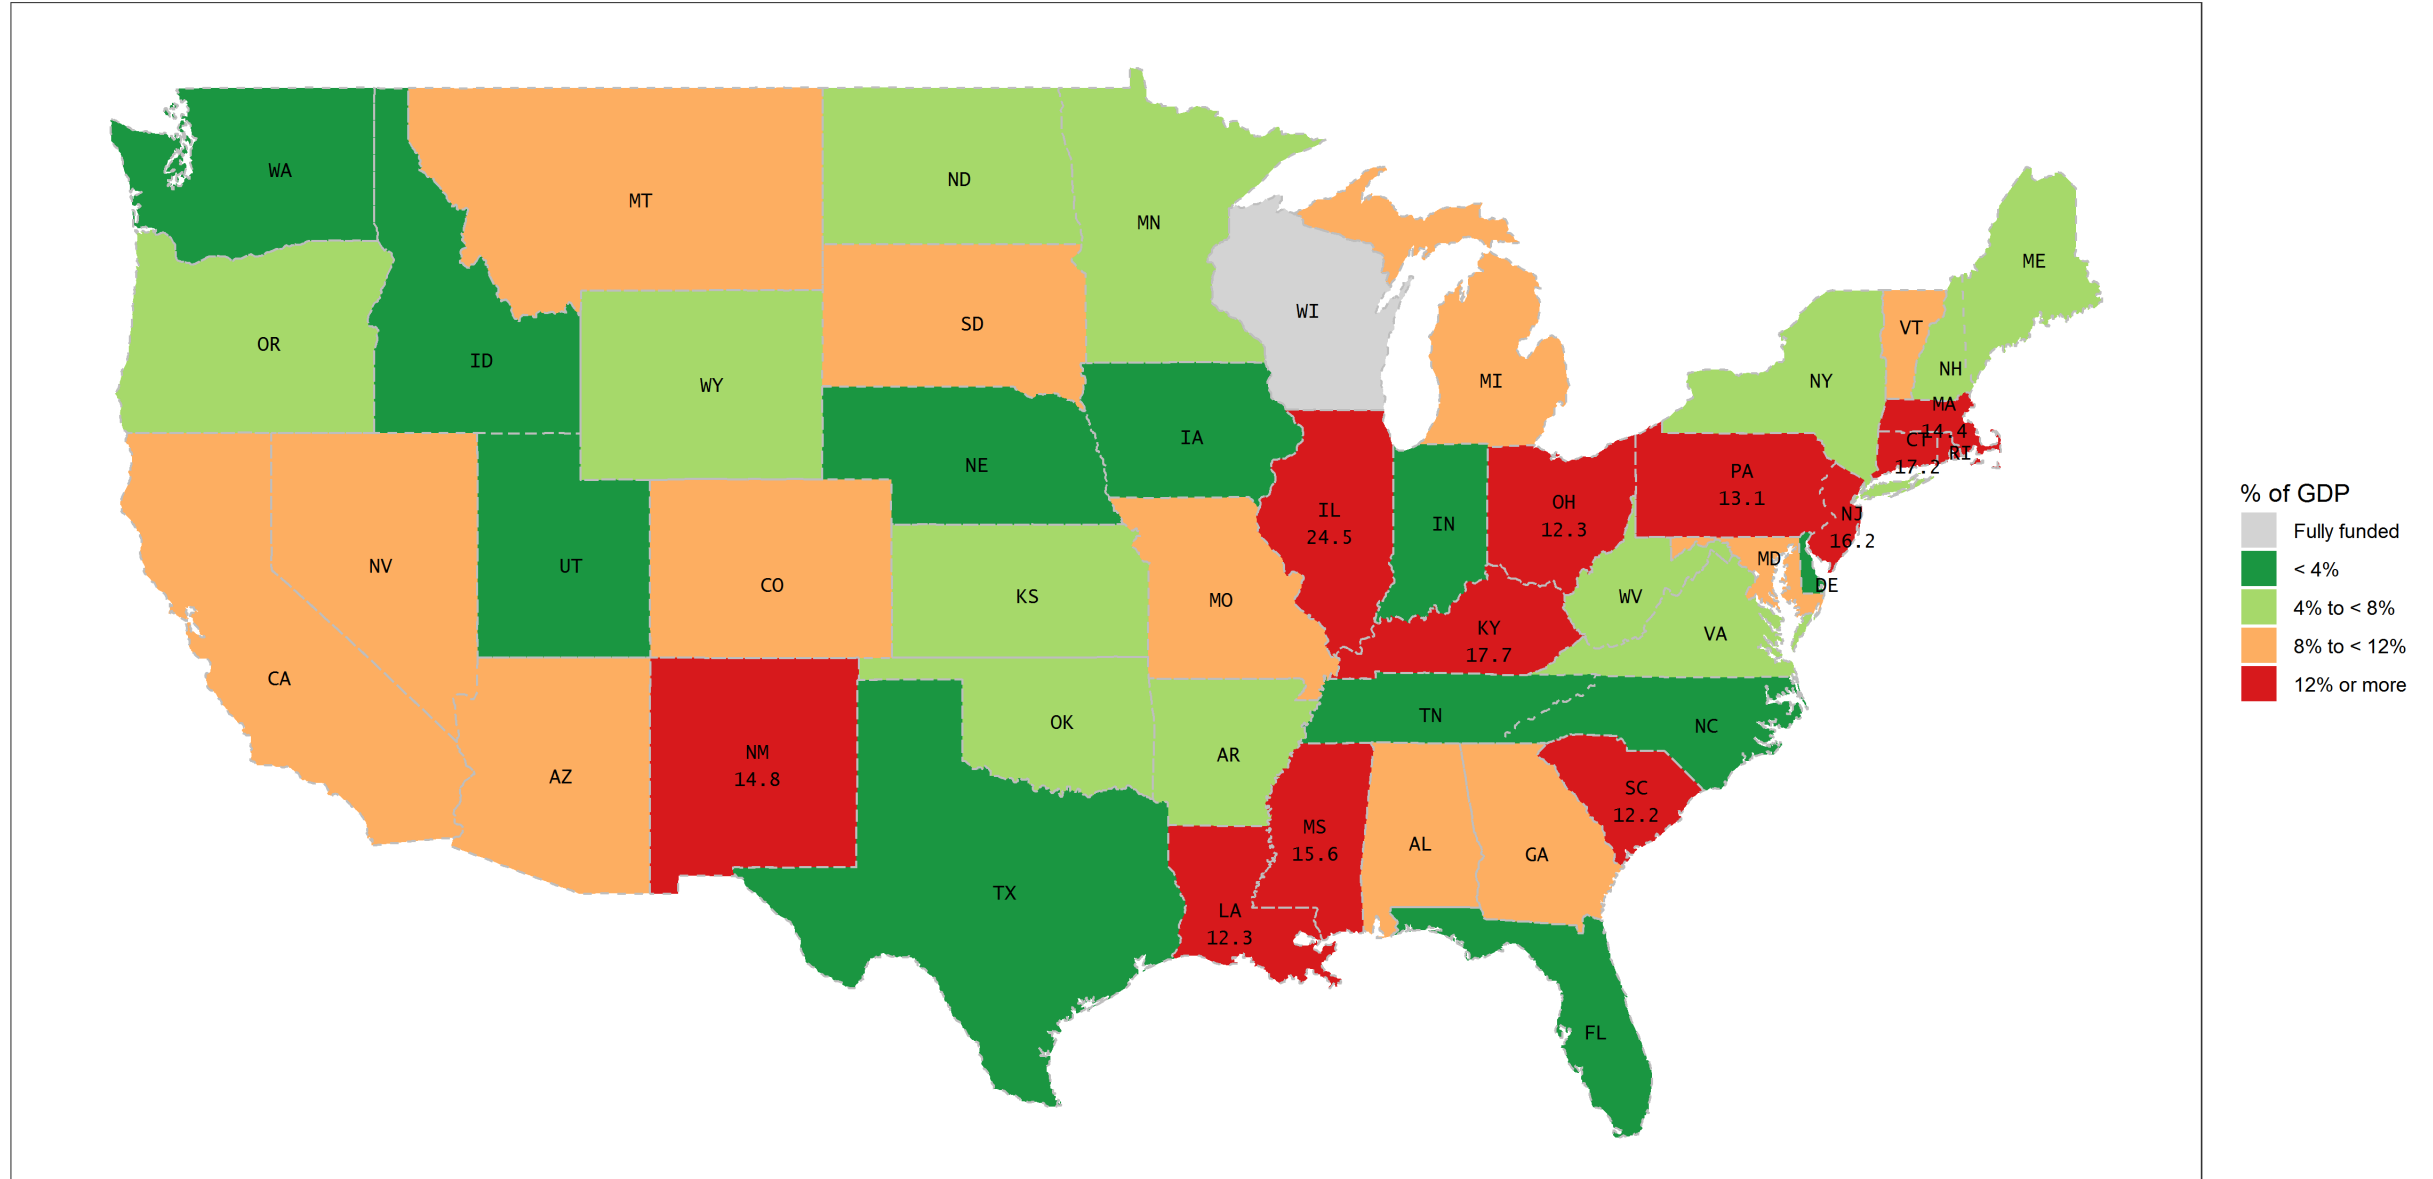 WA
MT
ND
MN
ME
OR
ID
WY
SD
WI
MI
NY
VT
NH
MA
14.4
CT
17.2
RI
NE
IA
PA
13.1
IL
24.5
IN
OH
12.3
NJ
16.2
NV
UT
CO
KS
MO
WV
MD
DE
KY
17.7
VA
CA
AZ
NM
14.8
OK
AR
TN
NC
SC
12.2
MS
15.6
AL
GA
TX
LA
12.3
FL
% of GDP
Fully funded
< 4%
4% to < 8%
8% to < 12%
12% or more